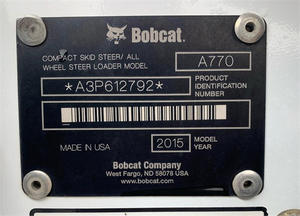 Bobcat.
COMPACT SKID STEER/ ALL
WHEEL STEER LOADER MODEL
A770
*A3P612792*
PRODUCT
IDENTIFICATION
NUMBER
MADE IN USA
2015
MODEL
YEAR
Bobcat Company
West Fargo, ND 58078 USA
www.bobcat.com